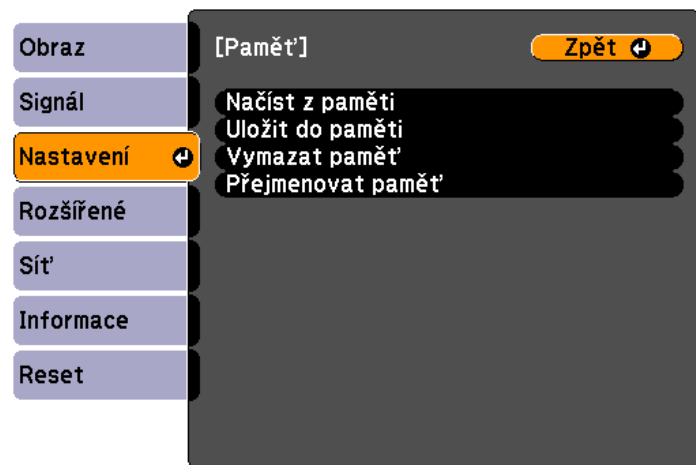 Obraz
Signál
Nastavení
Rozšířené
Síť
Informace
Reset
[Paměť]
Zpět
Načíst z paměti
Uložit do paměti
Vymazat paměť
Přejmenovat paměť